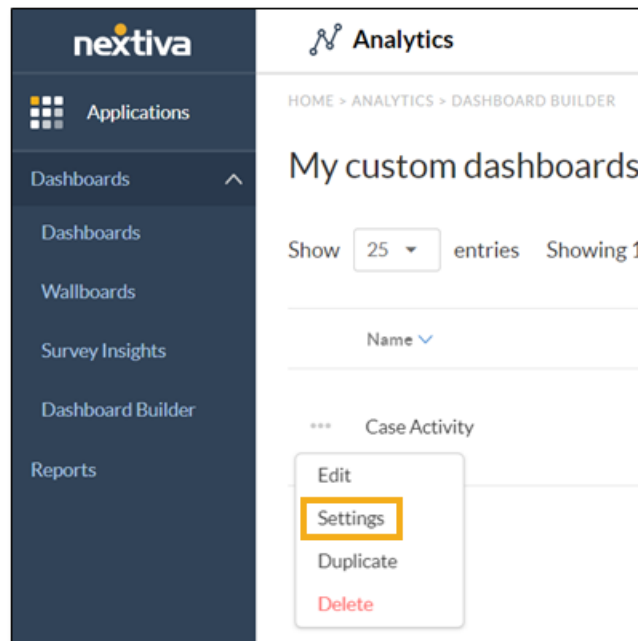 nextiva
Analytics
Applications
HOME > ANALYTICS > DASHBOARD BUILDER
Dashboards
My custom dashboards
Dashboards
Show 25 entries Showing 1
Wallboards
Name
Survey Insights
Dashboard Builder
Case Activity
Reports
Edit
Settings
Duplicate
Delete